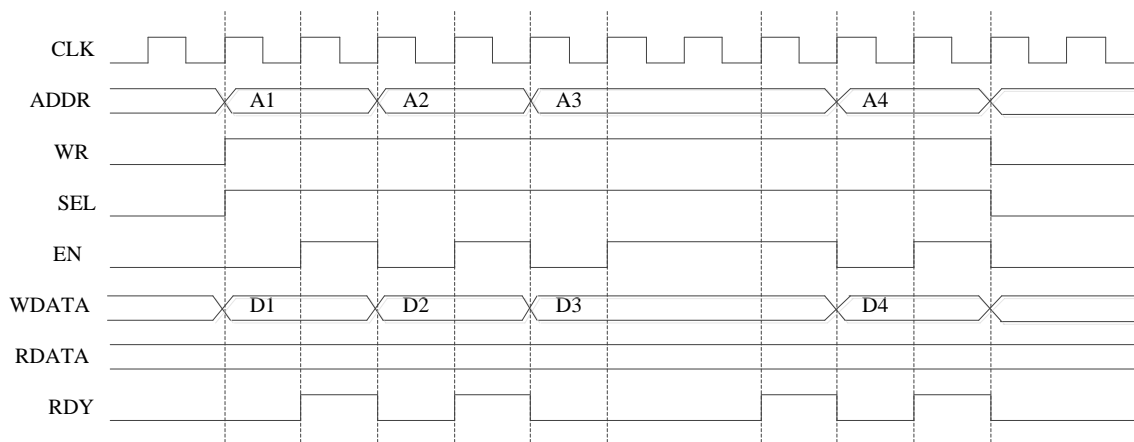 CLK
ADDR A1 A2 A3 A4
WR
SEL
EN
WDATA D1 D2 D3 D4
RDATA
RDY